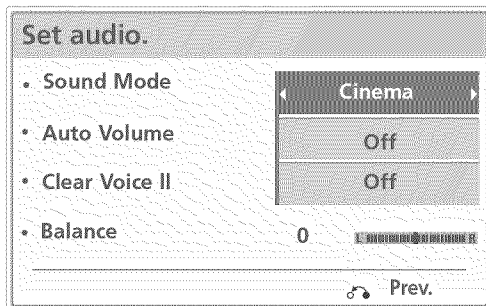 Set audio.
• Sound Mode Cinema
• Auto Volume Off
• Clear Voice II Off
• Balance 0 L R
Prev.